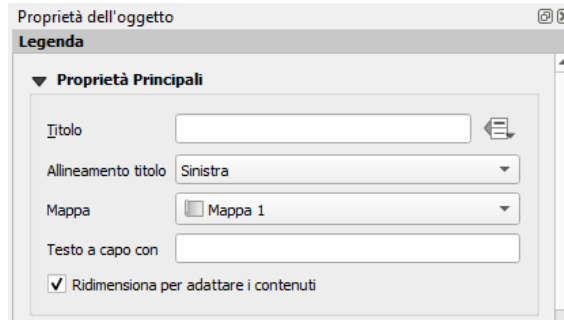 Proprietà dell'oggetto
Legenda
Proprietà Principali
Titolo
Allineamento titolo Sinistra
Mappa Mappa 1
Testo a capo con
Ridimensiona per adattare i contenuti